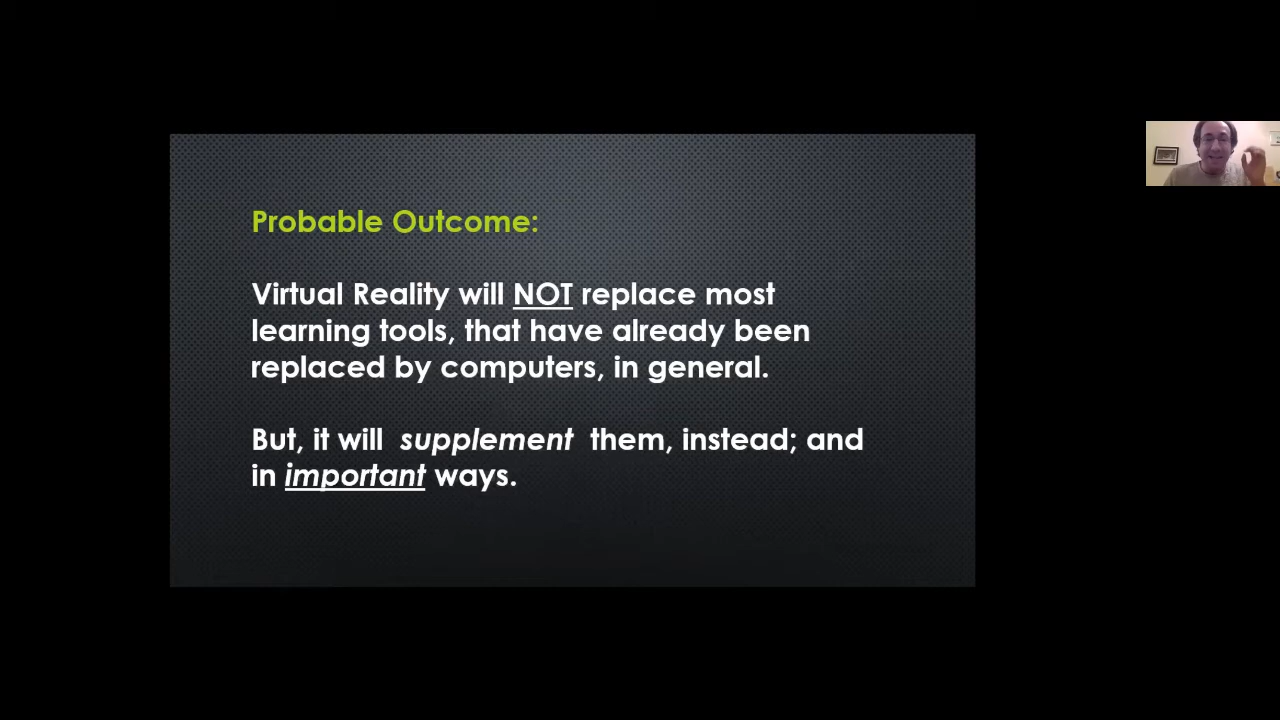 Probable Outcome:
Virtual Reality will NOT replace most
learning tools, that have already been
replaced by computers, in general.
But, it will supplement them, instead; and
in important ways.